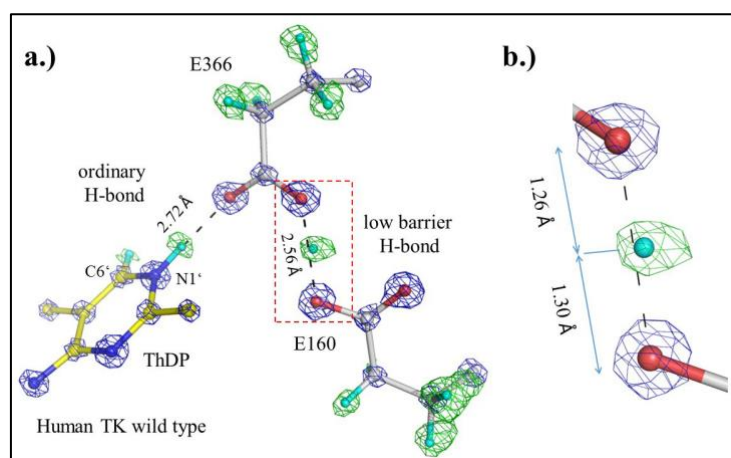 a.)
E366
b.)
ordinary
H-bond
2.72 Å
low barrier
H-bond
2.56Å
C6‘
N1‘
E160
ThDP
Human TK wild type
1.26 Å
1.30 Å